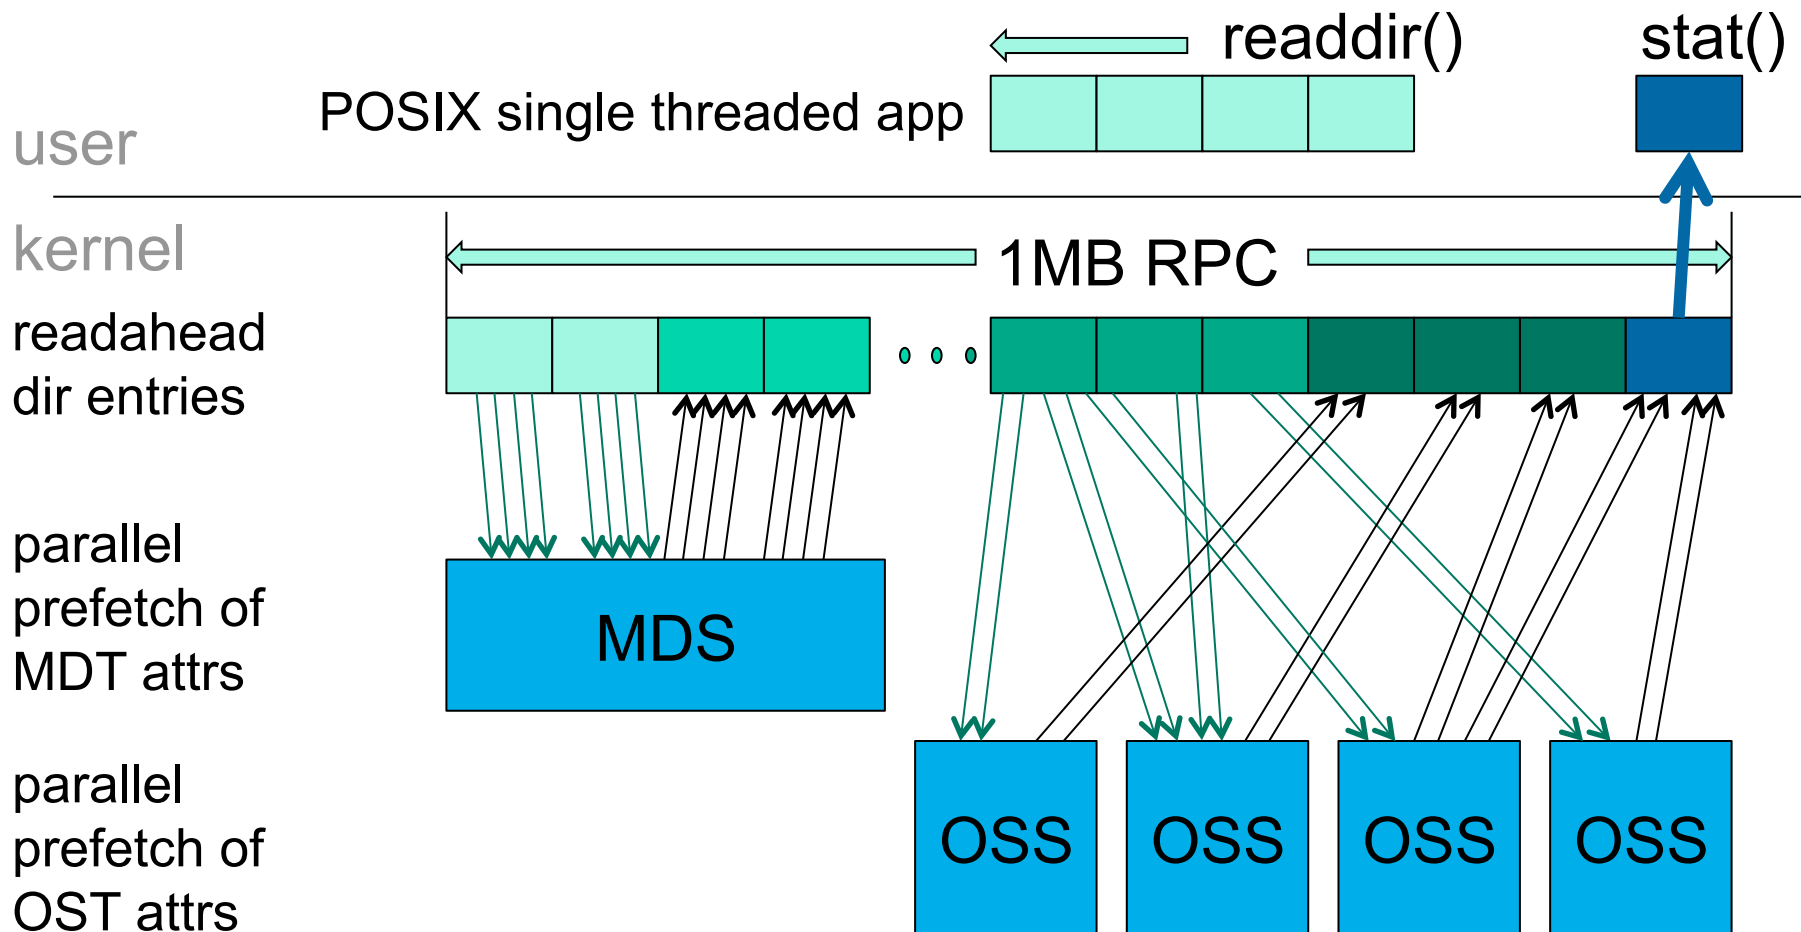 readdir()
stat()
POSIX single threaded app
user
kernel
1MB RPC
readahead
dir entries
parallel
prefetch of
MDT attrs
MDS
parallel
prefetch of
OST attrs
OSS
OSS
OSS
OSS